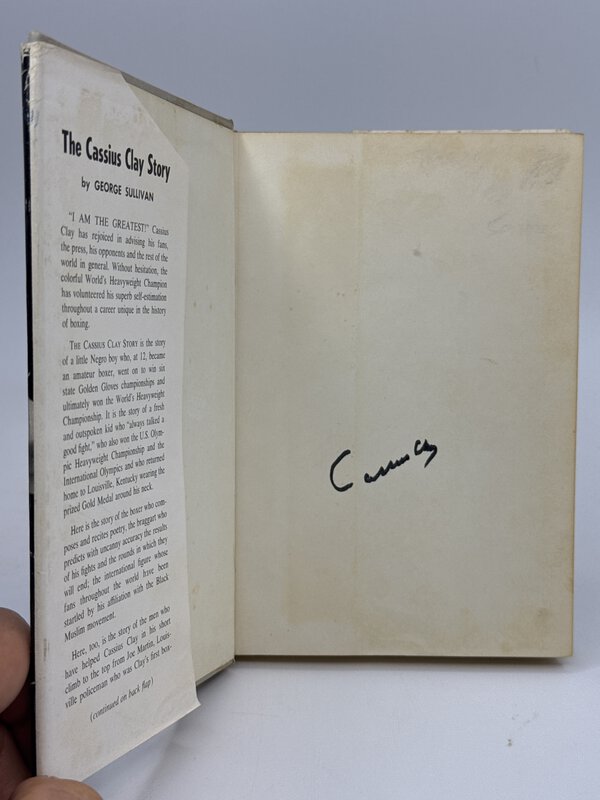 The Cassius Clay Story
by GEORGE SULLIVAN
"I AM THE GREATEST!" Cassius
Clay has rejoiced in advising his fans,
the press, his opponents and the rest of the
world in general. Without hesitation, the
colorful World's Heavyweight Champion
has volunteered his superb self-estimation
throughout a career unique in the history
of boxing.
THE CASSIUS CLAY STORY is the story
of a little Negro boy who, at 12, became
an amateur boxer, went on to win six
state Golden Gloves championships and
ultimately won the World's Heavyweight
Championship. It is the story of a fresh
and outspoken kid who "always talked a
good fight," who also won the U.S. Olym-
pic Heavyweight Championship and the
International Olympics and who returned
home to Louisville, Kentucky wearing the
prized Gold Medal around his neck.
Here is the story of the boxer who com-
poses and recites poetry, the braggart who
predicts with uncanny accuracy the results
of his fights and the rounds in which they
will end; the international figure whose
fans throughout the world have been
startled by his affiliation with the Black
Muslim movement.
Here, too, is the story of the men who
have helped Cassius Clay in his short
climb to the top from Joe Martin, Louis-
ville policeman who was Clay's first box-
(continued on back flap)